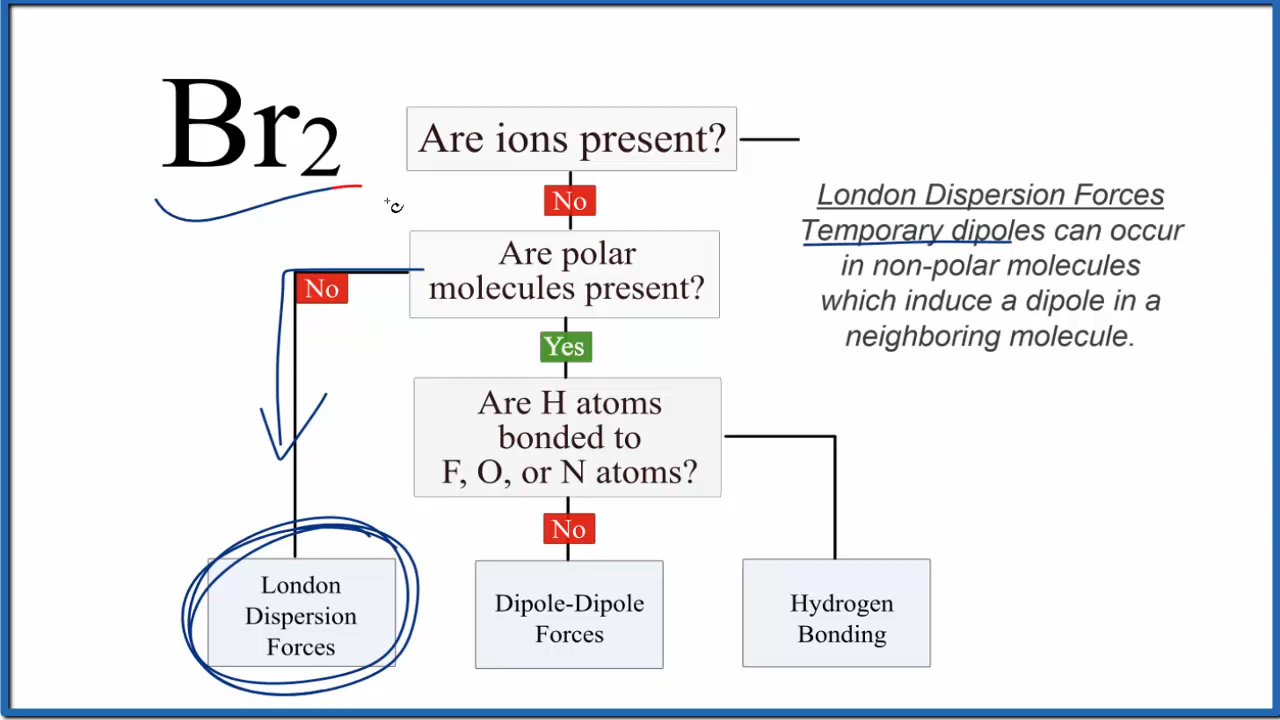 Br2
Are ions present?
No
Are polar
molecules present?
No
Yes
Are H atoms
bonded to
F, O, or N atoms?
No
London
Dispersion
Forces
Dipole-Dipole
Forces
Hydrogen
Bonding
London Dispersion Forces
Temporary dipoles can occur
in non-polar molecules
which induce a dipole in a
neighboring molecule.